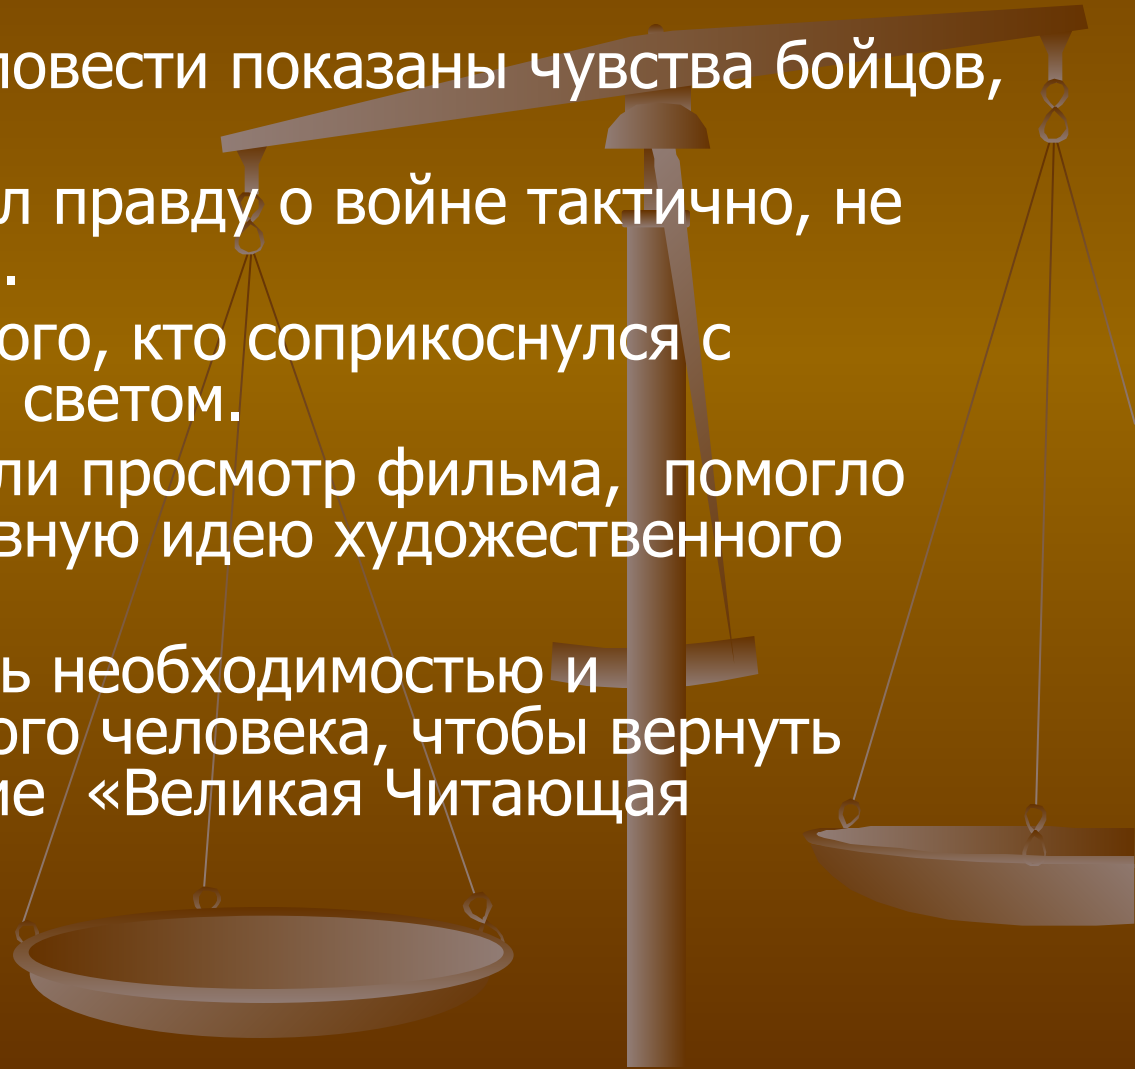 повести показаны чувства бойцов,
л правду о войне тактично, не
.
ого, кто соприкоснулся с
светом.
ли просмотр фильма, помогло
вную идею художественного
ь необходимостью и
ого человека, чтобы вернуть
ие «Великая Читающая